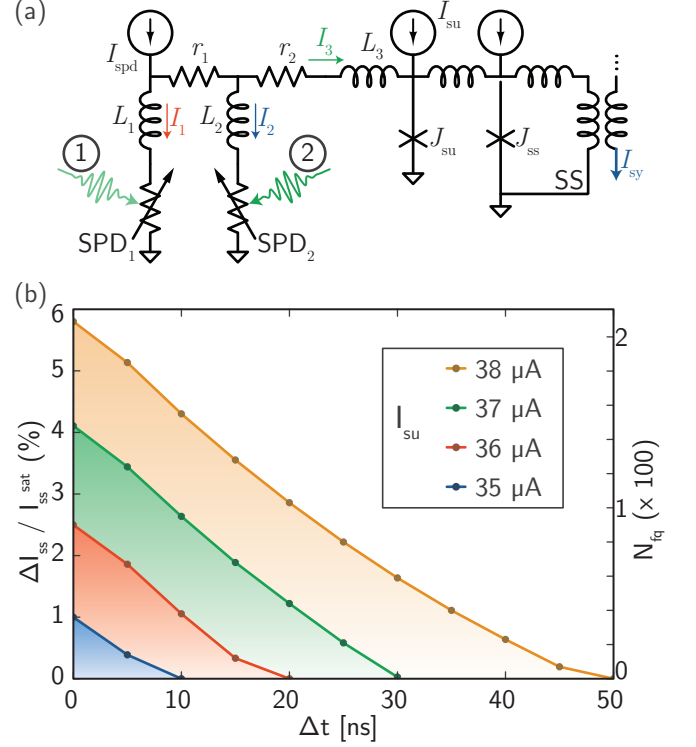 (a)
I_spd
r_1
r_2
I_3
L_3
I_su
L_1
I_1
L_2
I_2
J_su
J_ss
1
2
SS
I_sy
SPD_1
SPD_2
(b)
ΔI_ss / I_ss^sat (%)
6
5
4
3
2
1
0
0
10
20
30
40
50
Δt [ns]
I_su
38 μA
37 μA
36 μA
35 μA
2
1
0
N_fq (× 100)